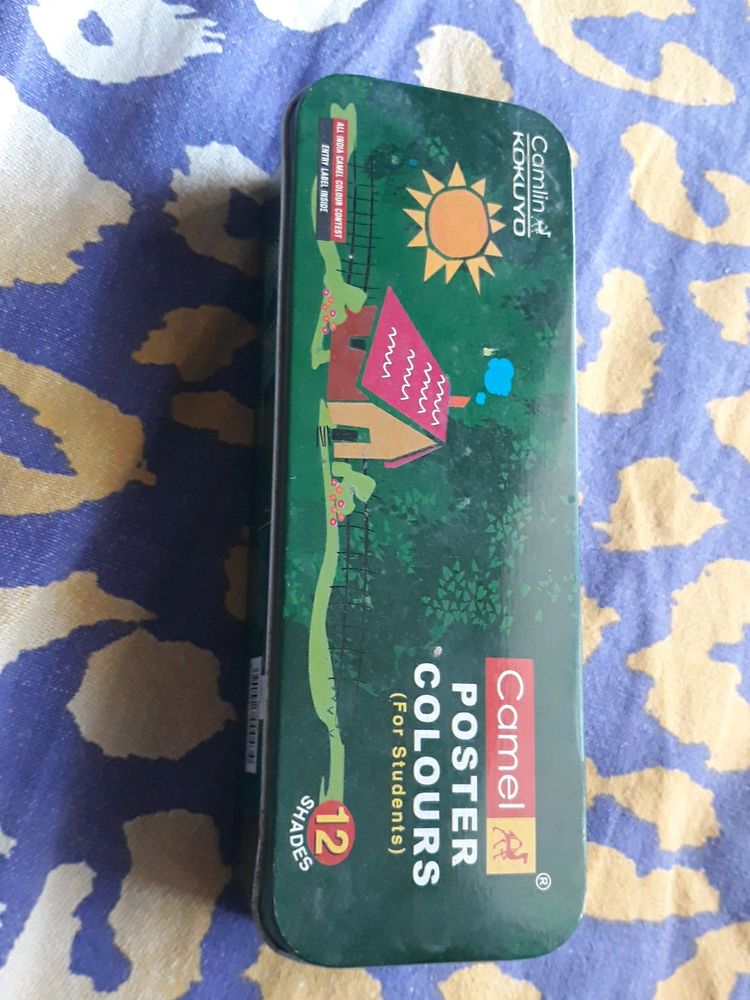 Camlin
KOKUYO
ALL INDIA CAMEL COLOUR CONTEST
ENTRY LABEL INSIDE
Camel
®
POSTER
COLOURS
(For Students)
12
SHADES